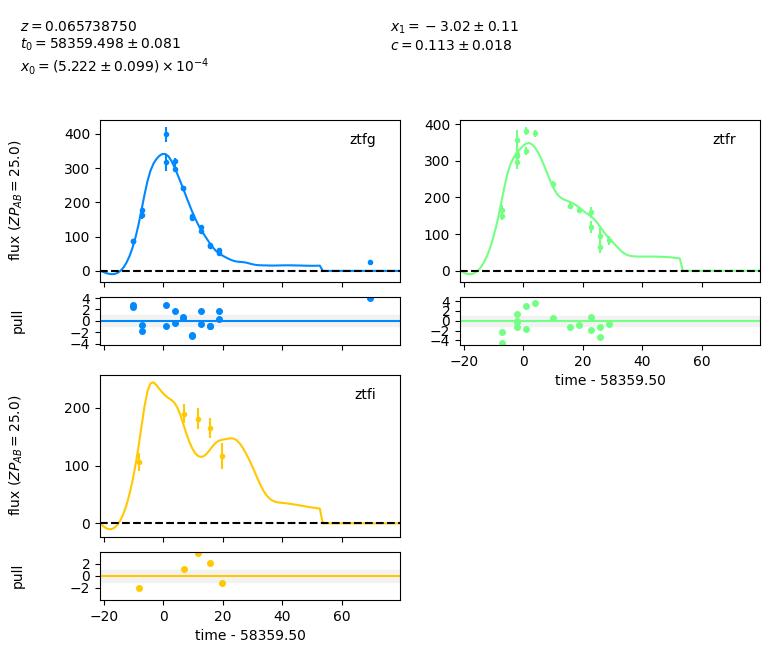 z = 0.065738750
t₀ = 58359.498 ± 0.081
x₀ = (5.222 ± 0.099) × 10⁻⁴
x₁ = −3.02 ± 0.11
c = 0.113 ± 0.018
flux (ZP_AB = 25.0)
400
300
200
100
0
ztfg
400
300
200
100
0
ztfr
pull
4
2
0
−2
−4
4
2
0
−2
−4
−20 0 20 40 60
time - 58359.50
flux (ZP_AB = 25.0)
200
100
0
ztfi
pull
2
0
−2
−20 0 20 40 60
time - 58359.50